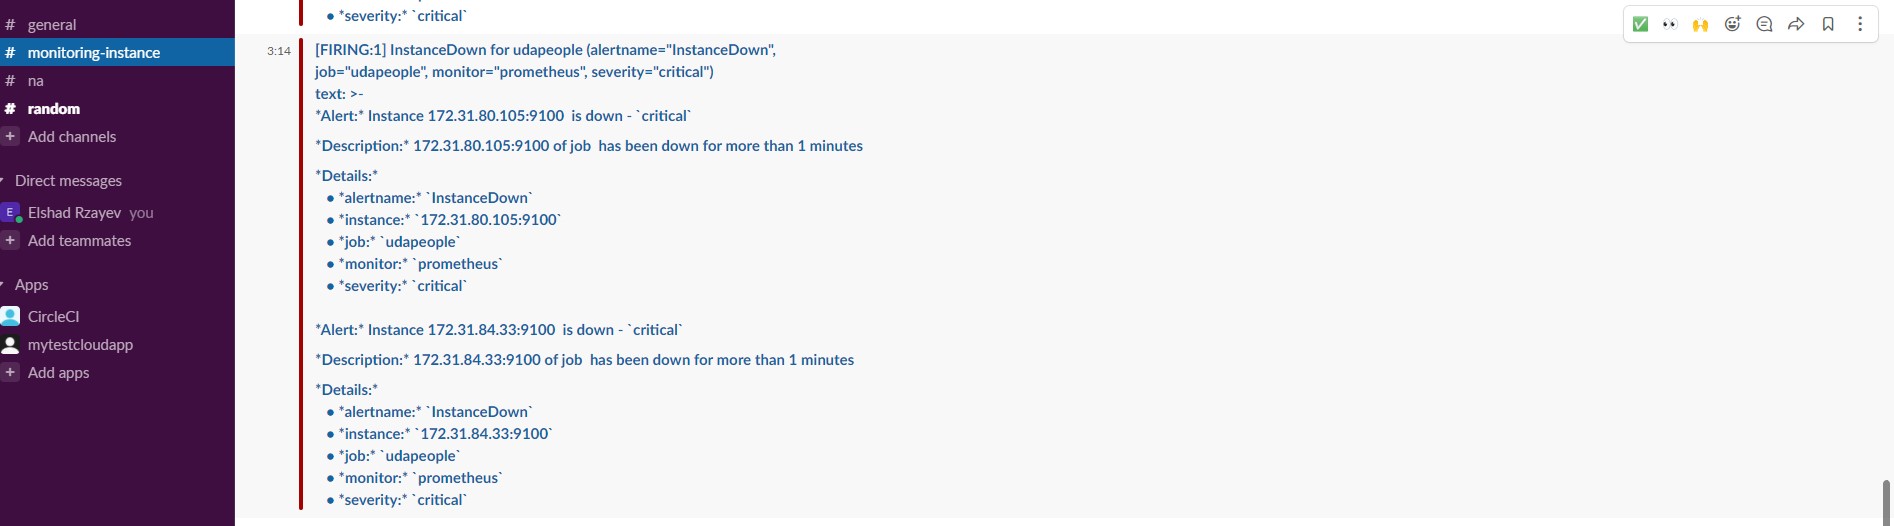 # general
# monitoring-instance
# na
# random
+ Add channels
Direct messages
E Elshad Rzayev you
+ Add teammates
Apps
CircleCI
mytestcloudapp
+ Add apps
• *severity:* `critical`
3:14
[FIRING:1] InstanceDown for udapeople (alertname="InstanceDown",
job="udapeople", monitor="prometheus", severity="critical")
text: >-
*Alert:* Instance 172.31.80.105:9100  is down - `critical`
*Description:* 172.31.80.105:9100 of job  has been down for more than 1 minutes
*Details:*
• *alertname:* `InstanceDown`
• *instance:* `172.31.80.105:9100`
• *job:* `udapeople`
• *monitor:* `prometheus`
• *severity:* `critical`
*Alert:* Instance 172.31.84.33:9100  is down - `critical`
*Description:* 172.31.84.33:9100 of job  has been down for more than 1 minutes
*Details:*
• *alertname:* `InstanceDown`
• *instance:* `172.31.84.33:9100`
• *job:* `udapeople`
• *monitor:* `prometheus`
• *severity:* `critical`